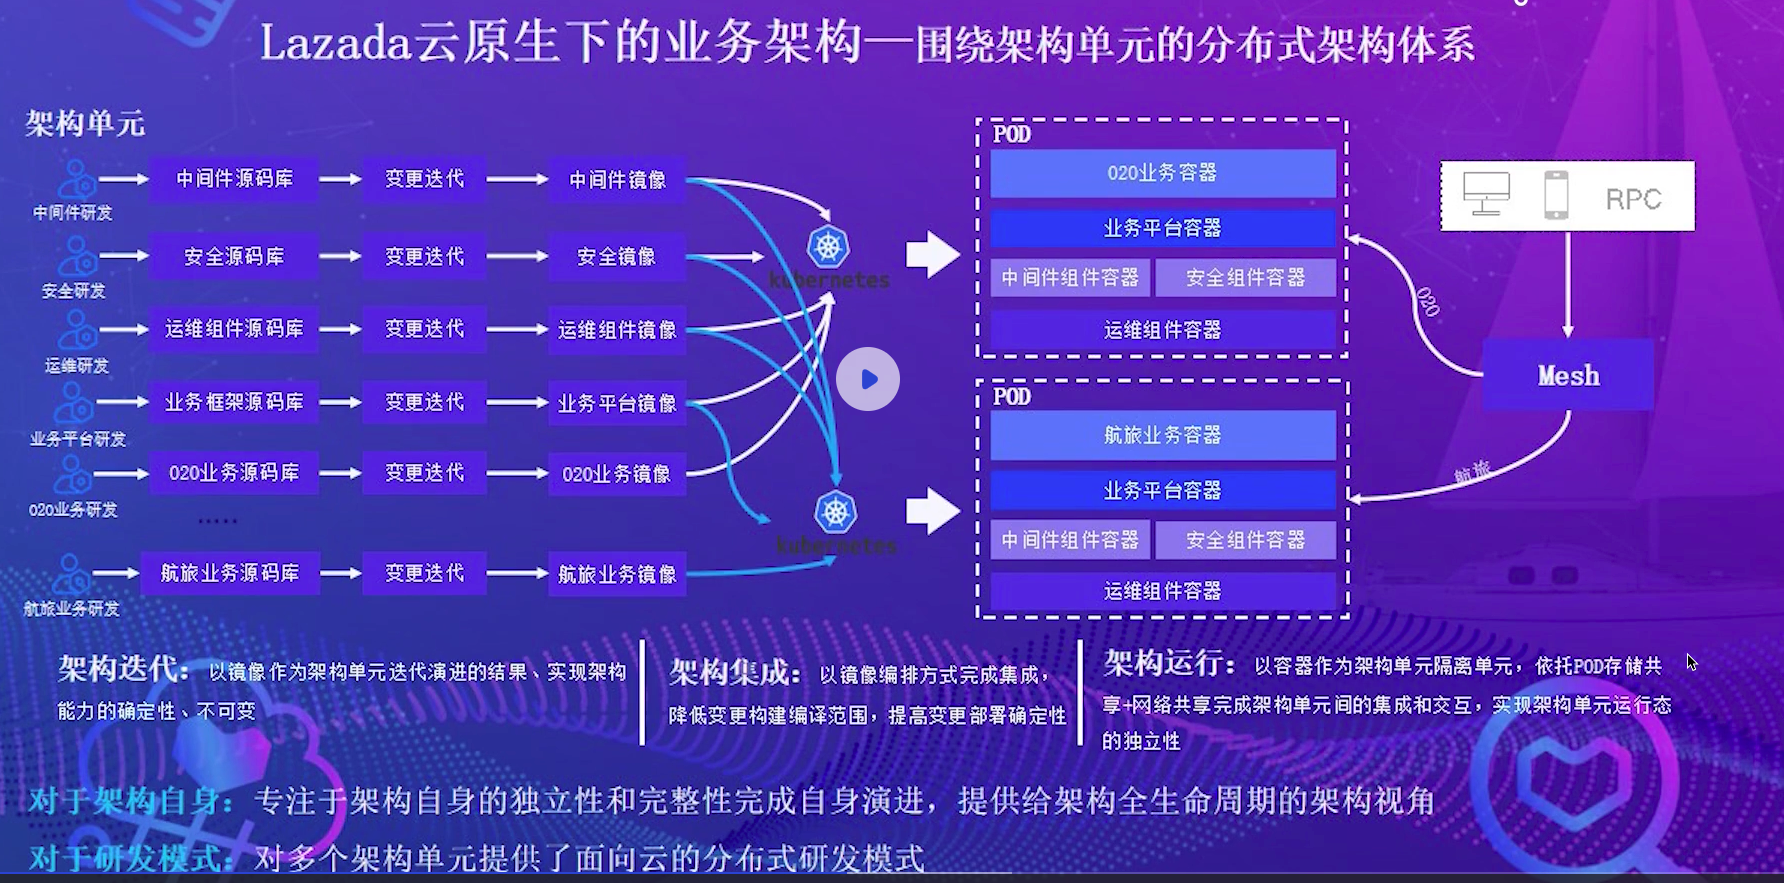 Lazada云原生下的业务架构—围绕架构单元的分布式架构体系
架构单元
中间件研发
中间件源码库
变更迭代
中间件镜像
安全研发
安全源码库
变更迭代
安全镜像
运维研发
运维组件源码库
变更迭代
运维组件镜像
业务平台研发
业务框架源码库
变更迭代
业务平台镜像
O2O业务研发
O2O业务源码库
变更迭代
O2O业务镜像
.....
航旅业务研发
航旅业务源码库
变更迭代
航旅业务镜像
kubernetes
kubernetes
POD
O2O业务容器
业务平台容器
中间件组件容器
安全组件容器
运维组件容器
POD
航旅业务容器
业务平台容器
中间件组件容器
安全组件容器
运维组件容器
RPC
O2O
Mesh
航旅
架构迭代：以镜像作为架构单元迭代演进的结果、实现架构
能力的确定性、不可变
架构集成：以镜像编排方式完成集成，
降低变更构建编译范围，提高变更部署确定性
架构运行：以容器作为架构单元隔离单元，依托POD存储共
享+网络共享完成架构单元间的集成和交互，实现架构单元运行态
的独立性
对于架构自身：专注于架构自身的独立性和完整性完成自身演进，提供给架构全生命周期的架构视角
对于研发模式：对多个架构单元提供了面向云的分布式研发模式